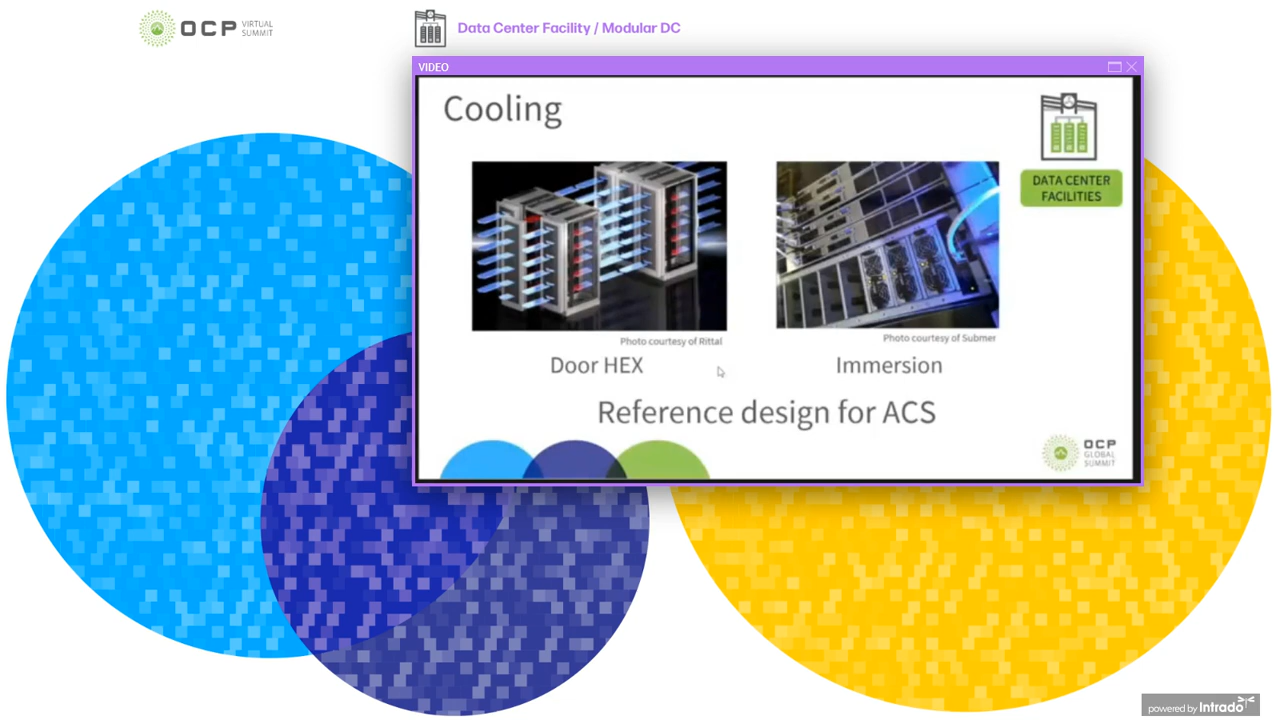 OCP VIRTUAL
SUMMIT
Data Center Facility / Modular DC
VIDEO
Cooling
DATA CENTER
FACILITIES
Photo courtesy of Rittal
Photo courtesy of Submer
Door HEX
Immersion
Reference design for ACS
OCP
GLOBAL
SUMMIT
powered by Intrado